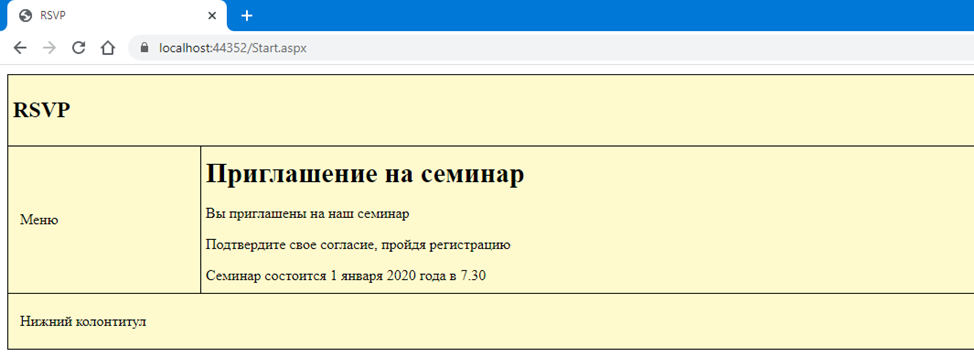 RSVP
localhost:44352/Start.aspx
RSVP
Приглашение на семинар
Вы приглашены на наш семинар
Меню
Подтвердите свое согласие, пройдя регистрацию
Семинар состоится 1 января 2020 года в 7.30
Нижний колонтитул